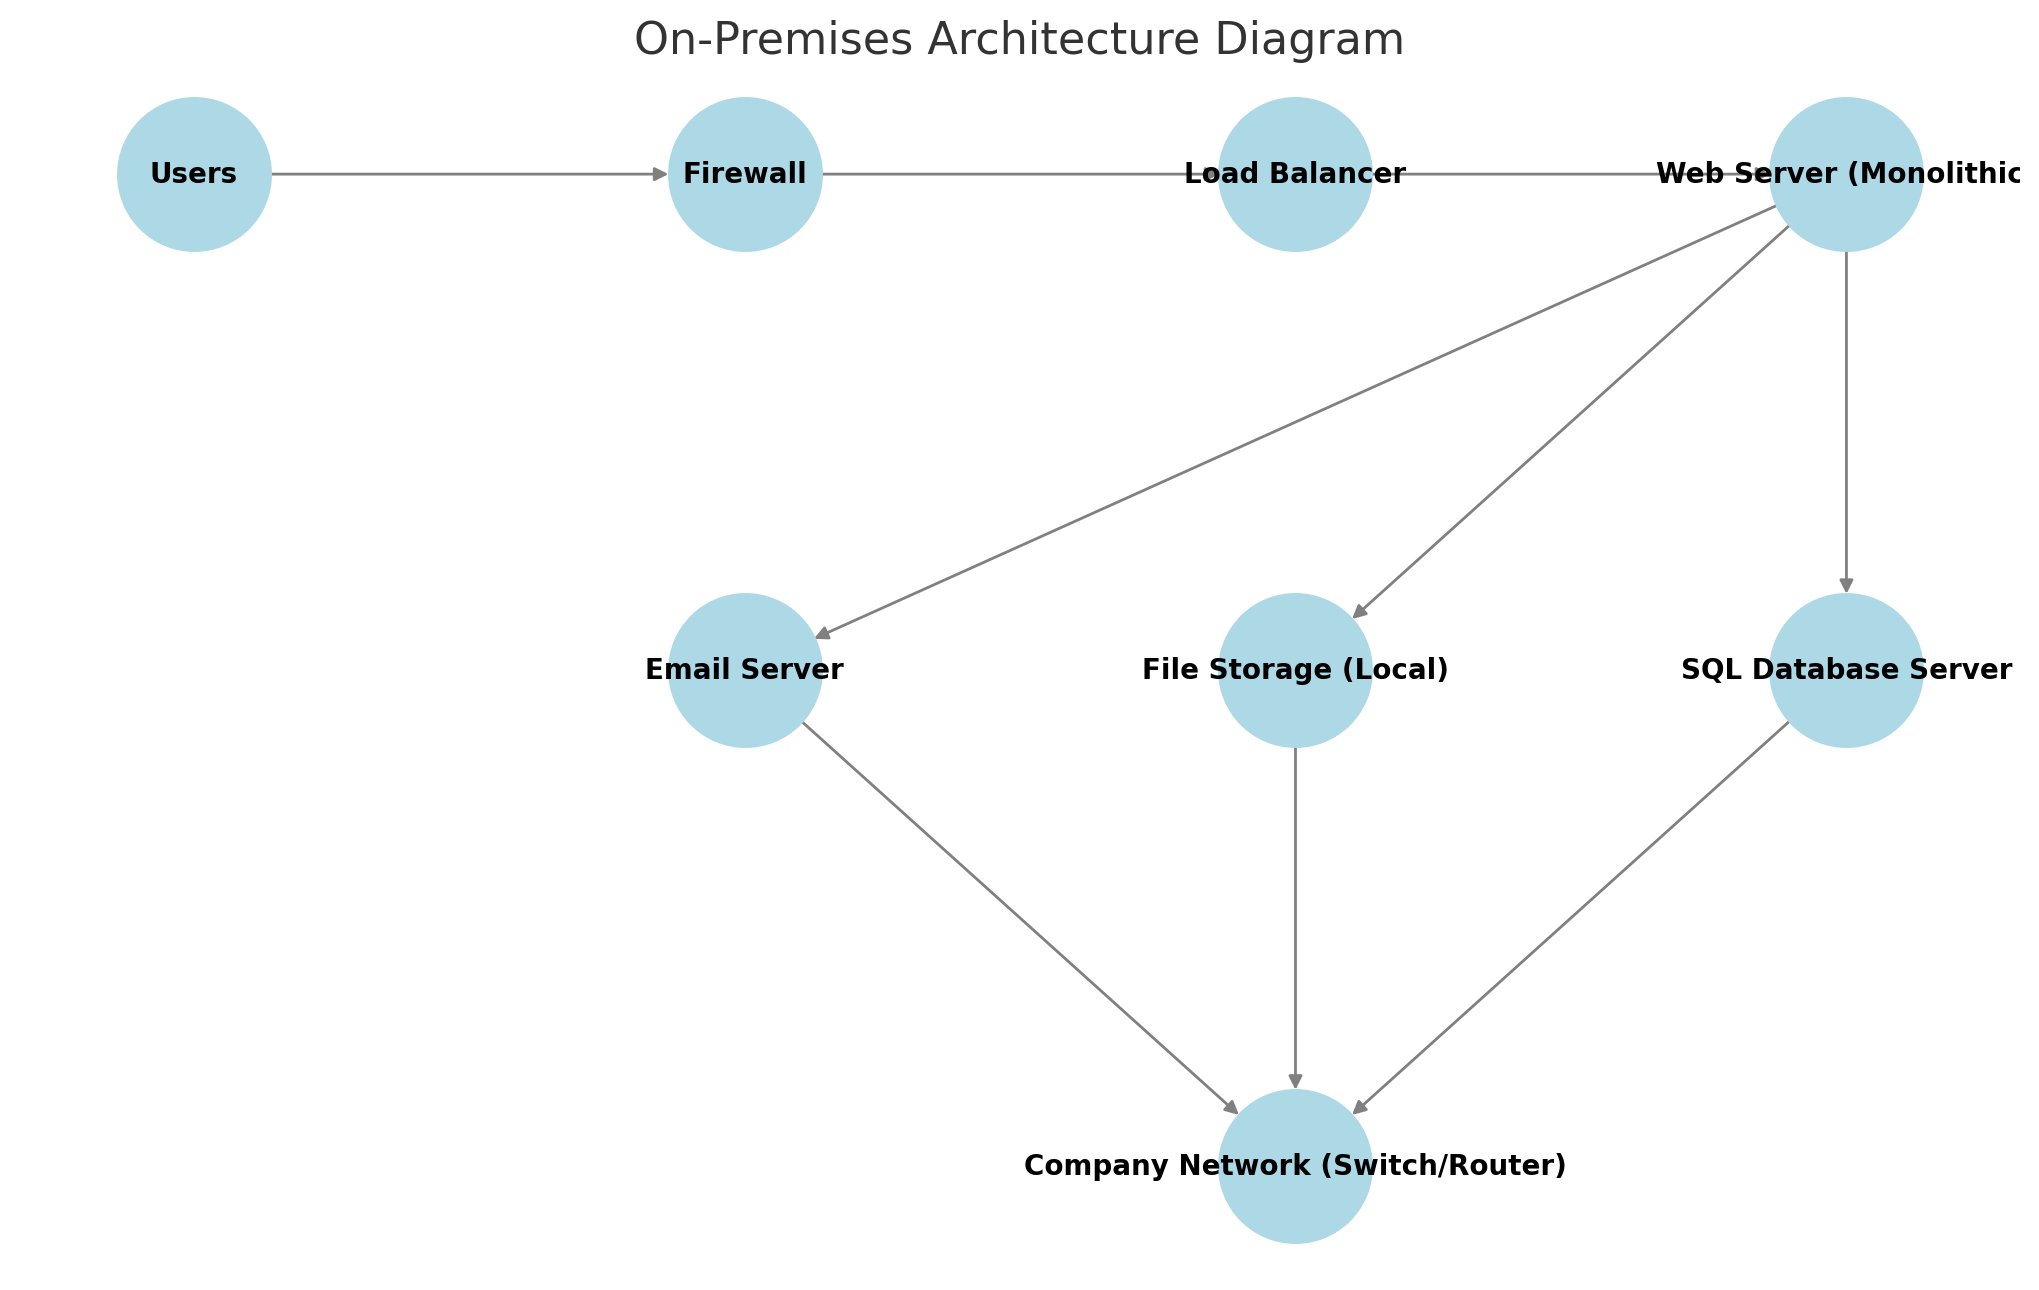 On-Premises Architecture Diagram
Users
Firewall
Load Balancer
Web Server (Monolithic
Email Server
File Storage (Local)
SQL Database Server
Company Network (Switch/Router)